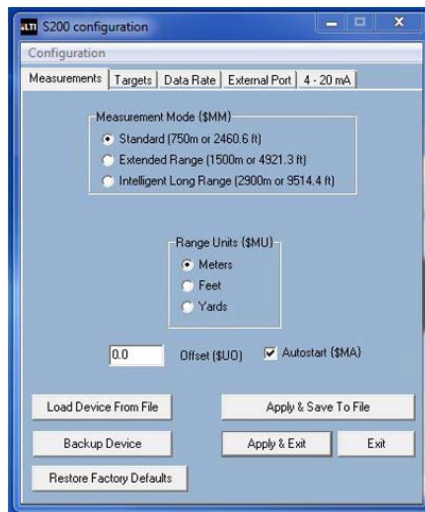 LTI S200 configuration
Configuration
Measurements Targets Data Rate External Port 4 - 20 mA
Measurement Mode ($MM)
Standard (750m or 2460.6 ft)
Extended Range (1500m or 4921.3 ft)
Intelligent Long Range (2900m or 9514.4 ft)
Range Units ($MU)
Meters
Feet
Yards
0.0 Offset ($UO) Autostart ($MA)
Load Device From File Apply & Save To File
Backup Device Apply & Exit Exit
Restore Factory Defaults